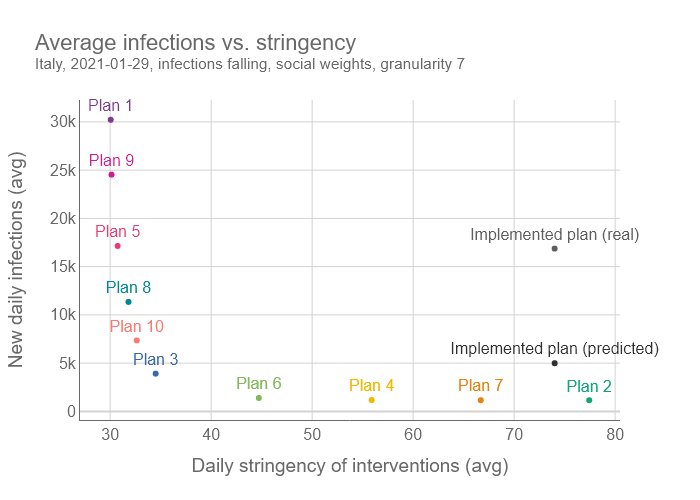 Average infections vs. stringency
Italy, 2021-01-29, infections falling, social weights, granularity 7
New daily infections (avg)
30k
25k
20k
15k
10k
5k
0
Plan 1
Plan 9
Plan 5
Implemented plan (real)
Plan 8
Plan 10
Plan 3
Implemented plan (predicted)
Plan 6
Plan 4
Plan 7
Plan 2
30
40
50
60
70
80
Daily stringency of interventions (avg)